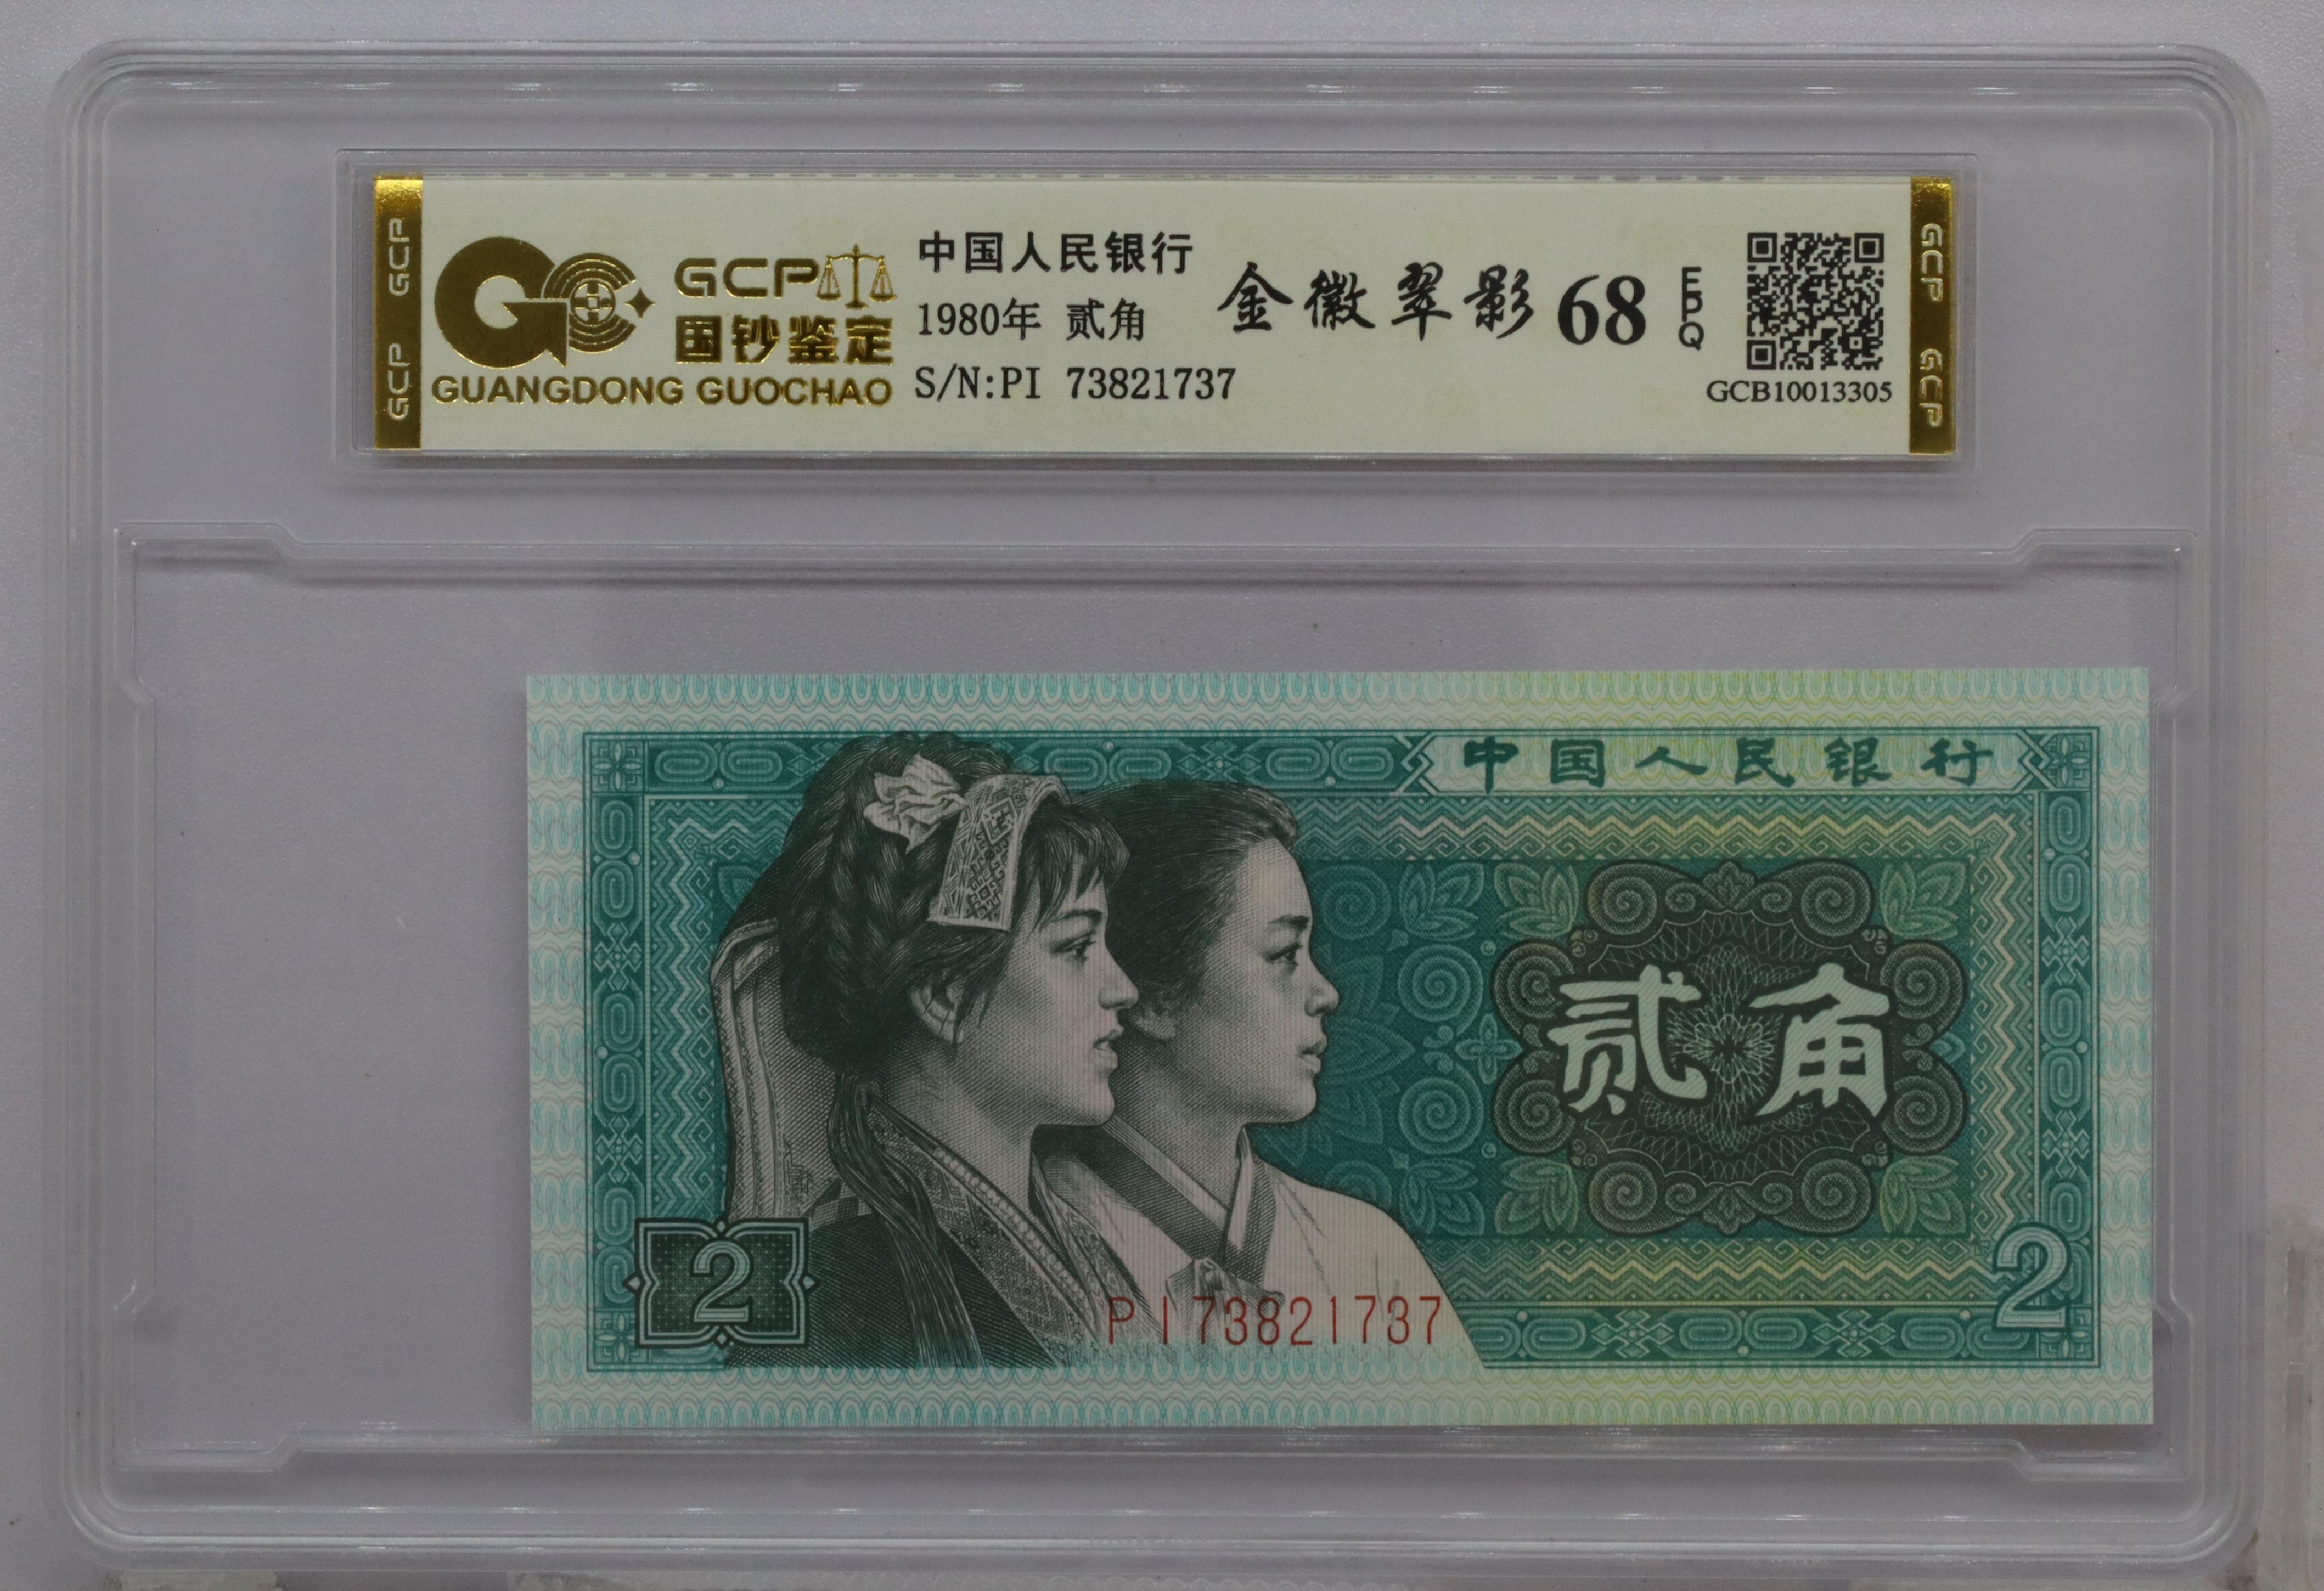 GCP GCP
GCP
国钞鉴定
GUANGDONG GUOCHAO
中国人民银行
1980年 贰角
S/N:PI 73821737
金徽翠影 68 EPQ
GCB10013305
GCP GCP
中国人民银行
贰角
2
2
PI73821737